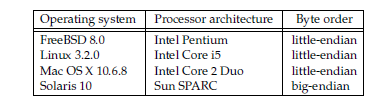 Operating system Processor architecture Byte order
FreeBSD 8.0 Intel Pentium little-endian
Linux 3.2.0 Intel Core i5 little-endian
Mac OS X 10.6.8 Intel Core 2 Duo little-endian
Solaris 10 Sun SPARC big-endian